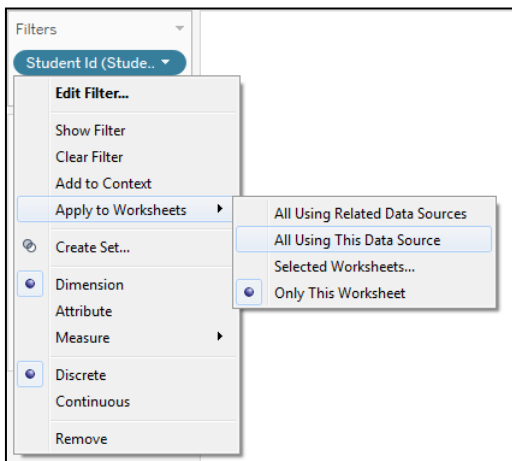 Filters
Student Id (Stude..
Edit Filter...
Show Filter
Clear Filter
Add to Context
Apply to Worksheets
All Using Related Data Sources
All Using This Data Source
Selected Worksheets...
Only This Worksheet
Create Set...
Dimension
Attribute
Measure
Discrete
Continuous
Remove